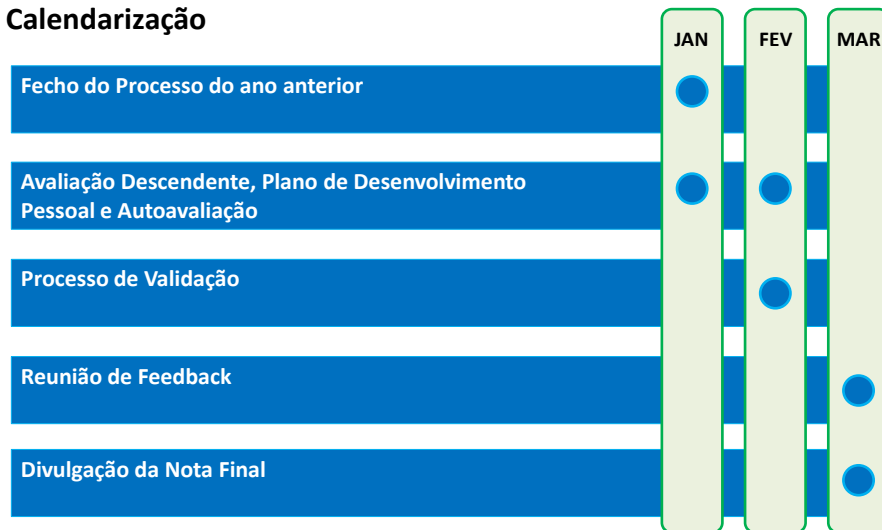 Calendarização
JAN
FEV
MAR
Fecho do Processo do ano anterior
Avaliação Descendente, Plano de Desenvolvimento
Pessoal e Autoavaliação
Processo de Validação
Reunião de Feedback
Divulgação da Nota Final